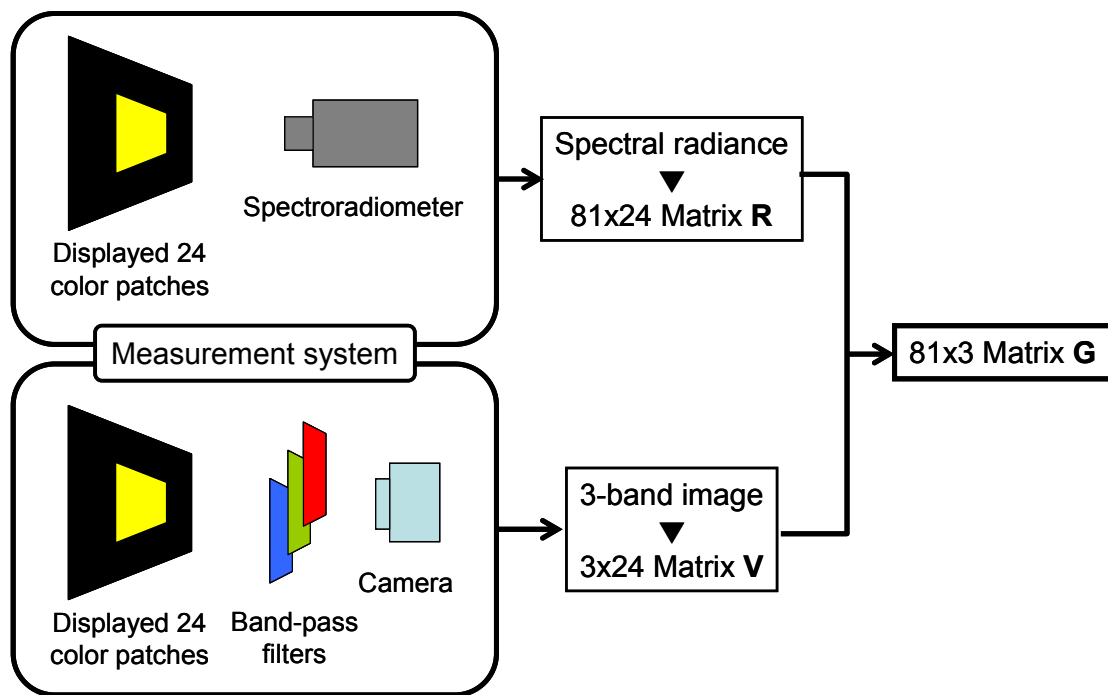 Displayed 24
color patches
Spectroradiometer
Spectral radiance
▼
81x24 Matrix R
Measurement system
81x3 Matrix G
Displayed 24
color patches
Band-pass
filters
Camera
3-band image
▼
3x24 Matrix V